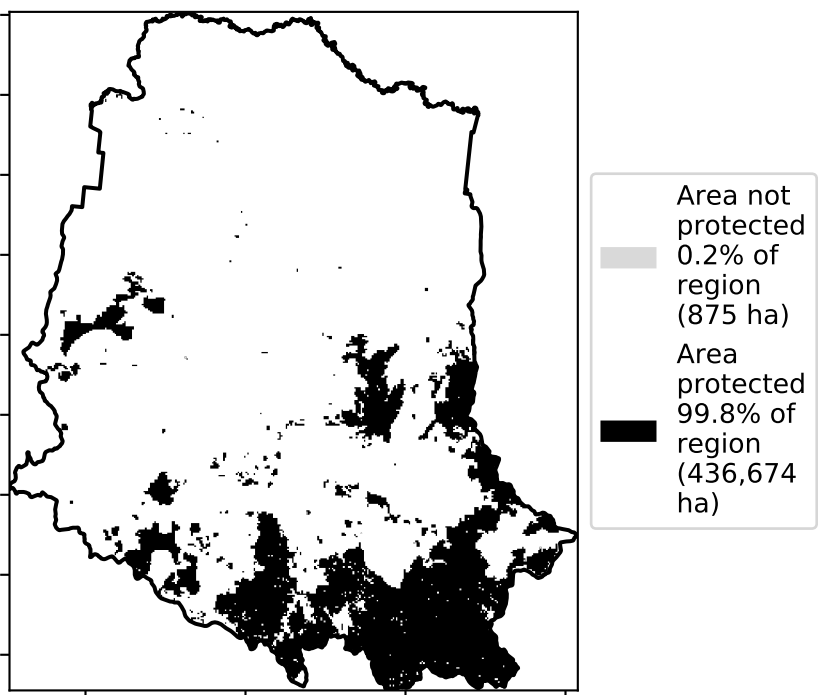 Area not
protected
0.2% of
region
(875 ha)
Area
protected
99.8% of
region
(436,674
ha)